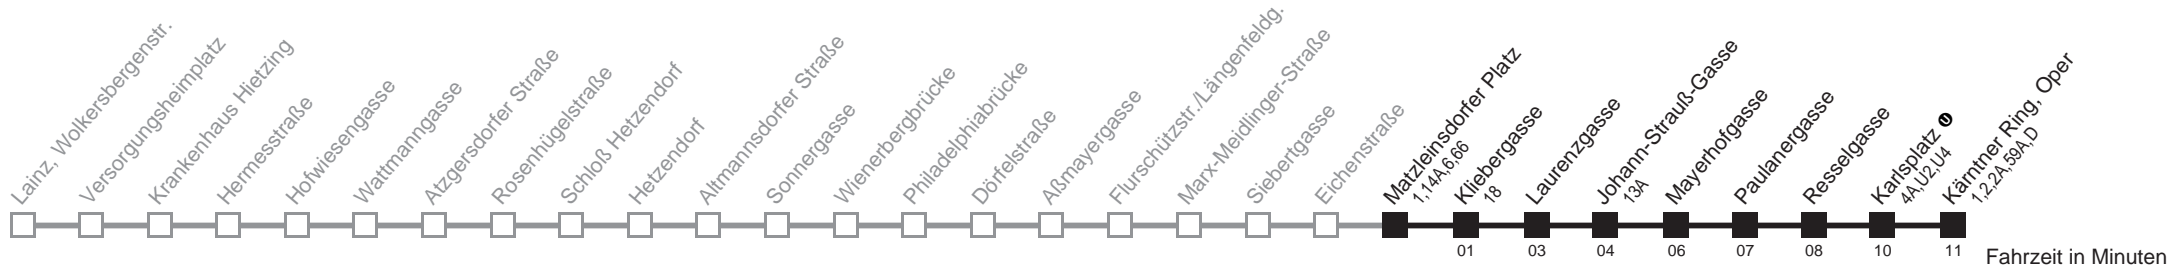 Lainz, Wolkersbergenstr.
Versorgungsheimplatz
Krankenhaus Hietzing
Hermesstraße
Hofwiesengasse
Wattmanngasse
Atzgersdorfer Straße
Rosenhügelstraße
Schloß Hetzendorf
Hetzendorf
Altmannsdorfer Straße
Sonnergasse
Wienerbergbrücke
Philadelphiabrücke
Dörfelstraße
Aßmayergasse
Flurschützstr./Längenfeldg.
Marx-Meidlinger-Straße
Siebertgasse
Eichenstraße
Matzleinsdorfer Platz
1,14A,6,66
Kliebergasse
18
Laurenzgasse
Johann-Strauß-Gasse
13A
Mayerhofgasse
Paulanergasse
Resselgasse
Karlsplatz U
4A,U2,U4
Kärntner Ring, Oper
1,2,2A,59A,D
01 03 04 06 07 08 10 11
Fahrzeit in Minuten